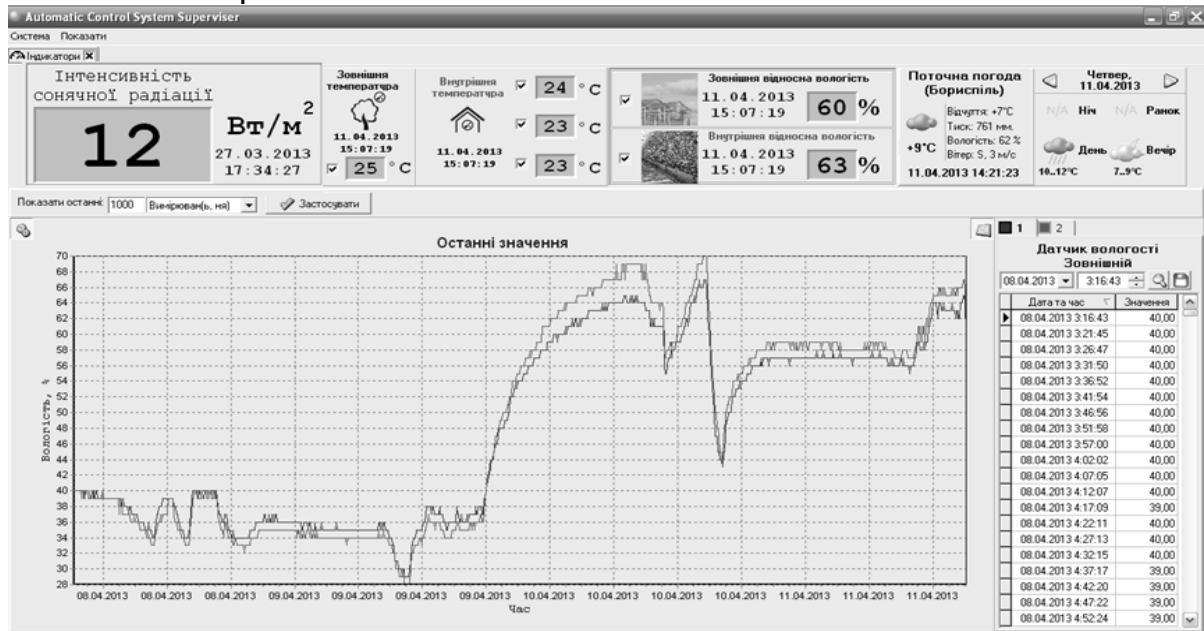 Automatic Control System Superviser
Система Показати
Індикатори
Інтенсивність
сонячної радіації
12
Вт/м²
27.03.2013
17:34:27
Зовнішня
температура
11.04.2013
15:07:19
25 °C
Внутрішня
температура
11.04.2013
15:07:19
24 °C
23 °C
23 °C
Зовнішня відносна вологість
11.04.2013
15:07:19
60 %
Внутрішня відносна вологість
11.04.2013
15:07:19
63 %
Поточна погода
(Бориспіль)
+9°C
Відчуття: +7°C
Тиск: 761 мм.
Вологість: 62 %
Вітер: S, 3 м/с
11.04.2013 14:21:23
Четвер,
11.04.2013
N/A Ніч N/A Ранок
День Вечір
10..12°C 7..9°C
Показати останні: 1000 Вимірюван(ь, ня) Застосувати
Останні значення
70
68
66
64
62
60
58
56
54
52
50
48
46
44
42
40
38
36
34
32
30
28
Вологість, %
08.04.2013 08.04.2013 08.04.2013 09.04.2013 09.04.2013 09.04.2013 09.04.2013 09.04.2013 10.04.2013 10.04.2013 10.04.2013 10.04.2013 11.04.2013 11.04.2013
Час
1 2
Датчик вологості
Зовнішній
08.04.2013 3:16:43
Дата та час Значення
08.04.2013 3:16:43 40,00
08.04.2013 3:21:45 40,00
08.04.2013 3:26:47 40,00
08.04.2013 3:31:50 40,00
08.04.2013 3:36:52 40,00
08.04.2013 3:41:54 40,00
08.04.2013 3:46:56 40,00
08.04.2013 3:51:58 40,00
08.04.2013 3:57:00 40,00
08.04.2013 4:02:02 40,00
08.04.2013 4:07:05 40,00
08.04.2013 4:12:07 40,00
08.04.2013 4:17:09 39,00
08.04.2013 4:22:11 40,00
08.04.2013 4:27:13 40,00
08.04.2013 4:32:15 40,00
08.04.2013 4:37:17 39,00
08.04.2013 4:42:20 39,00
08.04.2013 4:47:22 39,00
08.04.2013 4:52:24 39,00